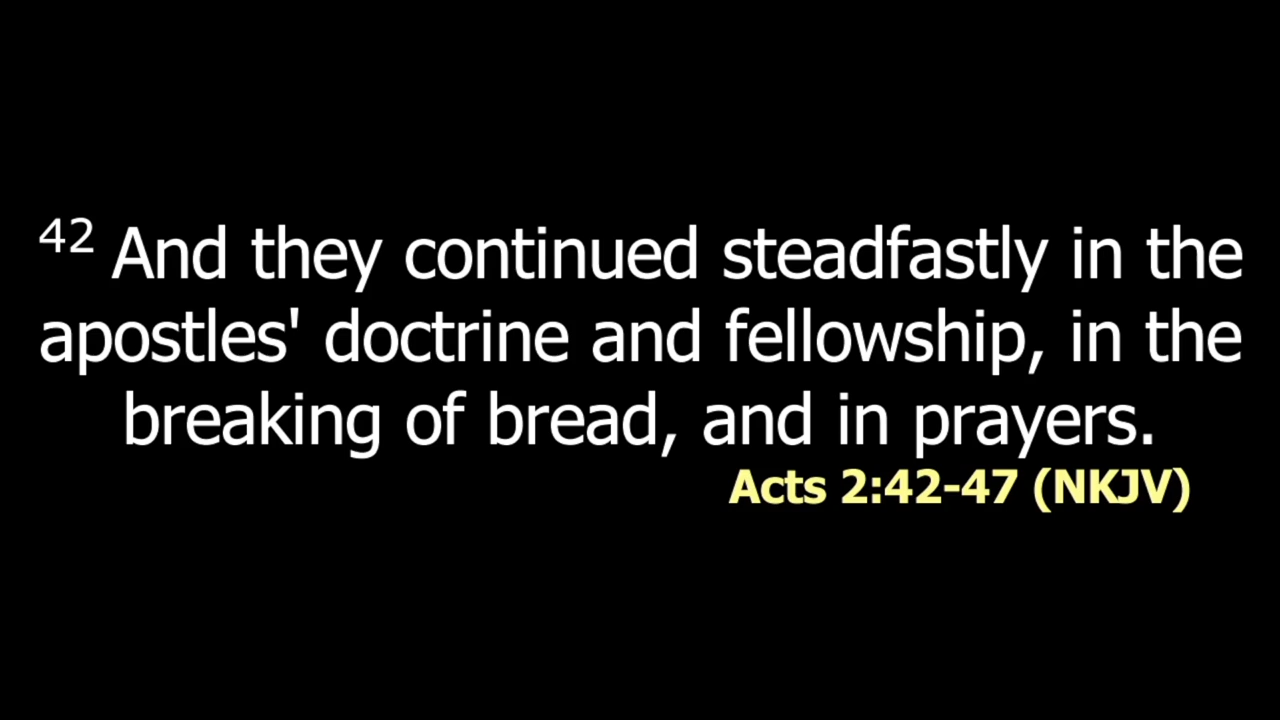 42 And they continued steadfastly in the
apostles' doctrine and fellowship, in the
breaking of bread, and in prayers.
Acts 2:42-47 (NKJV)